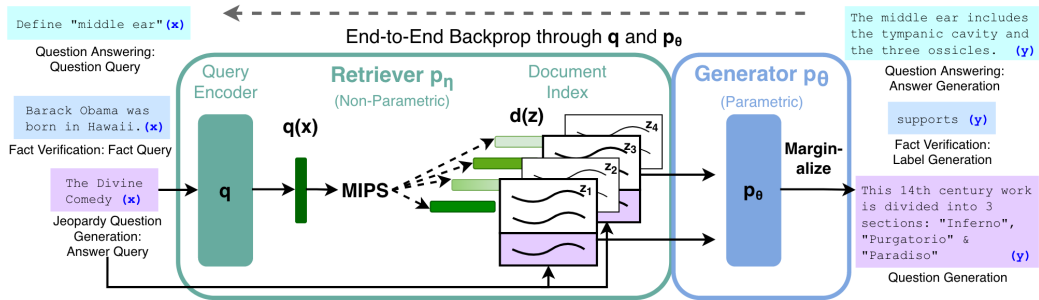 Define "middle ear" (x)
Question Answering:
Question Query
Barack Obama was
born in Hawaii. (x)
Fact Verification: Fact Query
The Divine
Comedy (x)
Jeopardy Question
Generation:
Answer Query
End-to-End Backprop through q and pθ
Query
Encoder
Retriever pη
(Non-Parametric)
Document
Index
q
q(x)
MIPS
d(z)
z4
z3
z2
z1
Generator pθ
(Parametric)
pθ
Margin-
alize
The middle ear includes
the tympanic cavity and
the three ossicles. (y)
Question Answering:
Answer Generation
supports (y)
Fact Verification:
Label Generation
This 14th century work
is divided into 3
sections: "Inferno",
"Purgatorio" &
"Paradiso" (y)
Question Generation